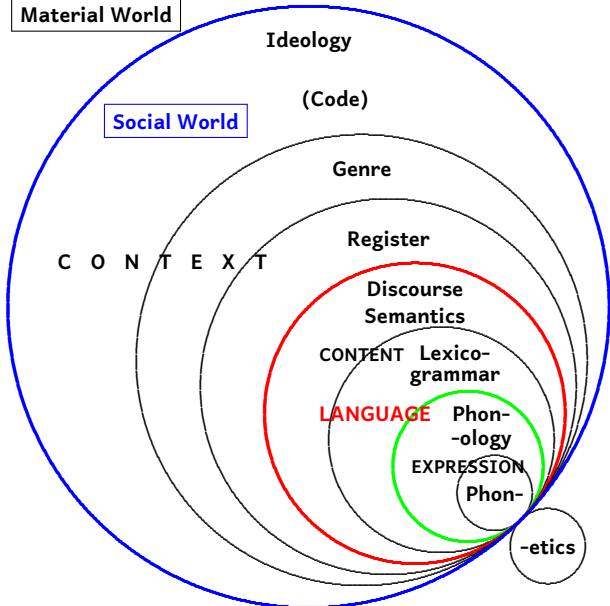 Material World
Ideology
(Code)
Social World
Genre
Register
C O N T E X T
Discourse
Semantics
CONTENT Lexico-
grammar
LANGUAGE Phon-
-ology
EXPRESSION
Phon-
-etics